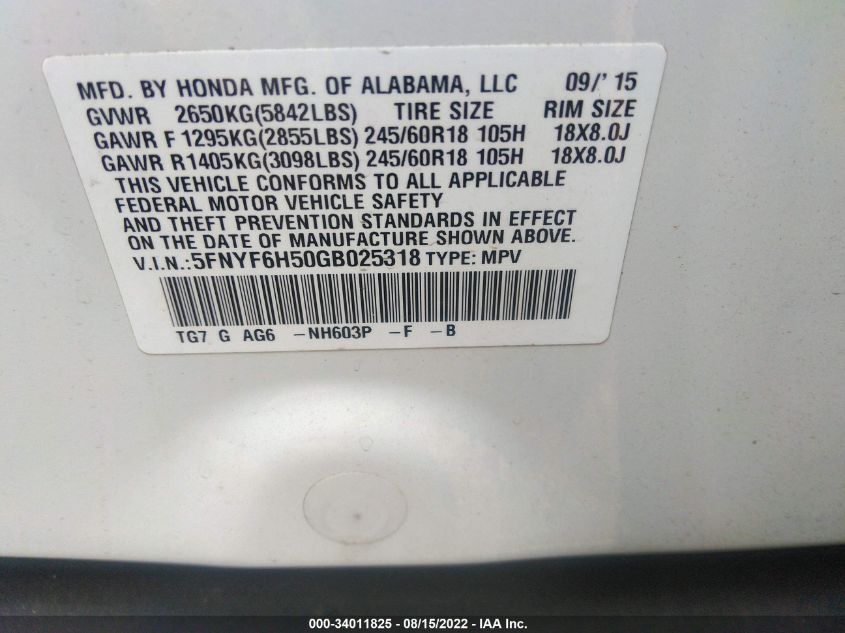 MFD. BY HONDA MFG. OF ALABAMA, LLC 09/' 15
GVWR 2650KG(5842LBS) TIRE SIZE RIM SIZE
GAWR F 1295KG(2855LBS) 245/60R18 105H 18X8.0J
GAWR R1405KG(3098LBS) 245/60R18 105H 18X8.0J
THIS VEHICLE CONFORMS TO ALL APPLICABLE
FEDERAL MOTOR VEHICLE SAFETY
AND THEFT PREVENTION STANDARDS IN EFFECT
ON THE DATE OF MANUFACTURE SHOWN ABOVE.
V.I.N.:5FNYF6H50GB025318 TYPE: MPV
TG7 G AG6 -NH603P -F -B
000-34011825 - 08/15/2022 - IAA Inc.